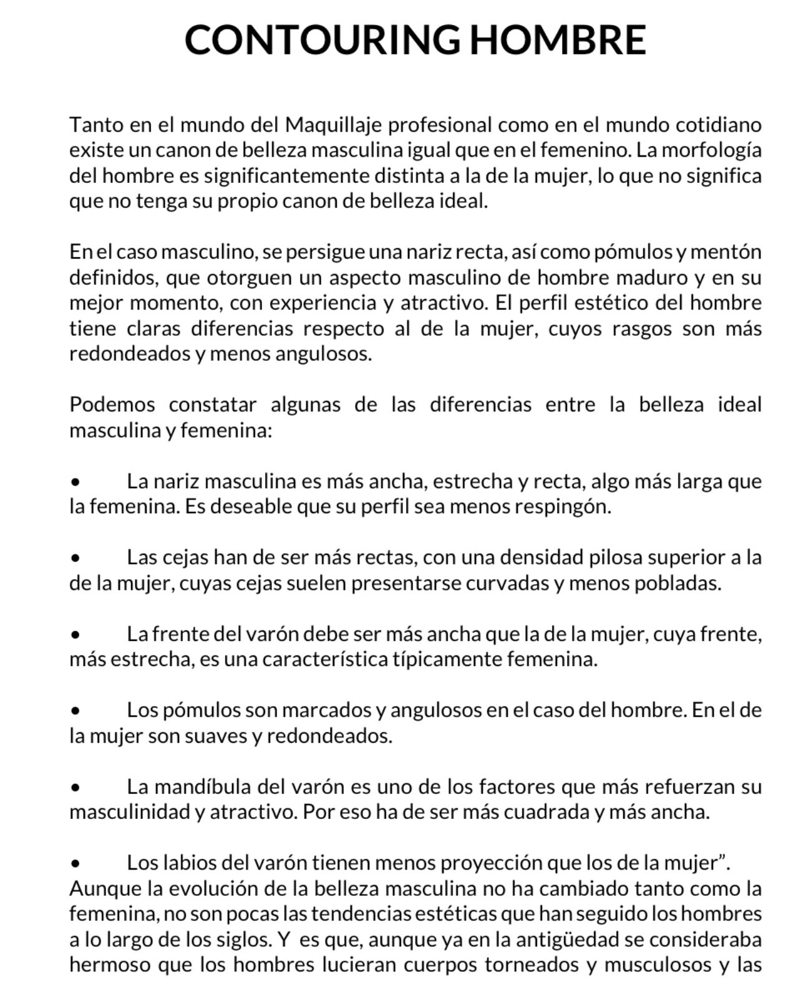 CONTOURING HOMBRE
Tanto en el mundo del Maquillaje profesional como en el mundo cotidiano
existe un canon de belleza masculina igual que en el femenino. La morfología
del hombre es significantemente distinta a la de la mujer, lo que no significa
que no tenga su propio canon de belleza ideal.
En el caso masculino, se persigue una nariz recta, así como pómulos y mentón
definidos, que otorguen un aspecto masculino de hombre maduro y en su
mejor momento, con experiencia y atractivo. El perfil estético del hombre
tiene claras diferencias respecto al de la mujer, cuyos rasgos son más
redondeados y menos angulosos.
Podemos constatar algunas de las diferencias entre la belleza ideal
masculina y femenina:
• La nariz masculina es más ancha, estrecha y recta, algo más larga que
la femenina. Es deseable que su perfil sea menos respingón.
• Las cejas han de ser más rectas, con una densidad pilosa superior a la
de la mujer, cuyas cejas suelen presentarse curvadas y menos pobladas.
• La frente del varón debe ser más ancha que la de la mujer, cuya frente,
más estrecha, es una característica típicamente femenina.
• Los pómulos son marcados y angulosos en el caso del hombre. En el de
la mujer son suaves y redondeados.
• La mandíbula del varón es uno de los factores que más refuerzan su
masculinidad y atractivo. Por eso ha de ser más cuadrada y más ancha.
• Los labios del varón tienen menos proyección que los de la mujer”.
Aunque la evolución de la belleza masculina no ha cambiado tanto como la
femenina, no son pocas las tendencias estéticas que han seguido los hombres
a lo largo de los siglos. Y es que, aunque ya en la antigüedad se consideraba
hermoso que los hombres lucieran cuerpos torneados y musculosos y las